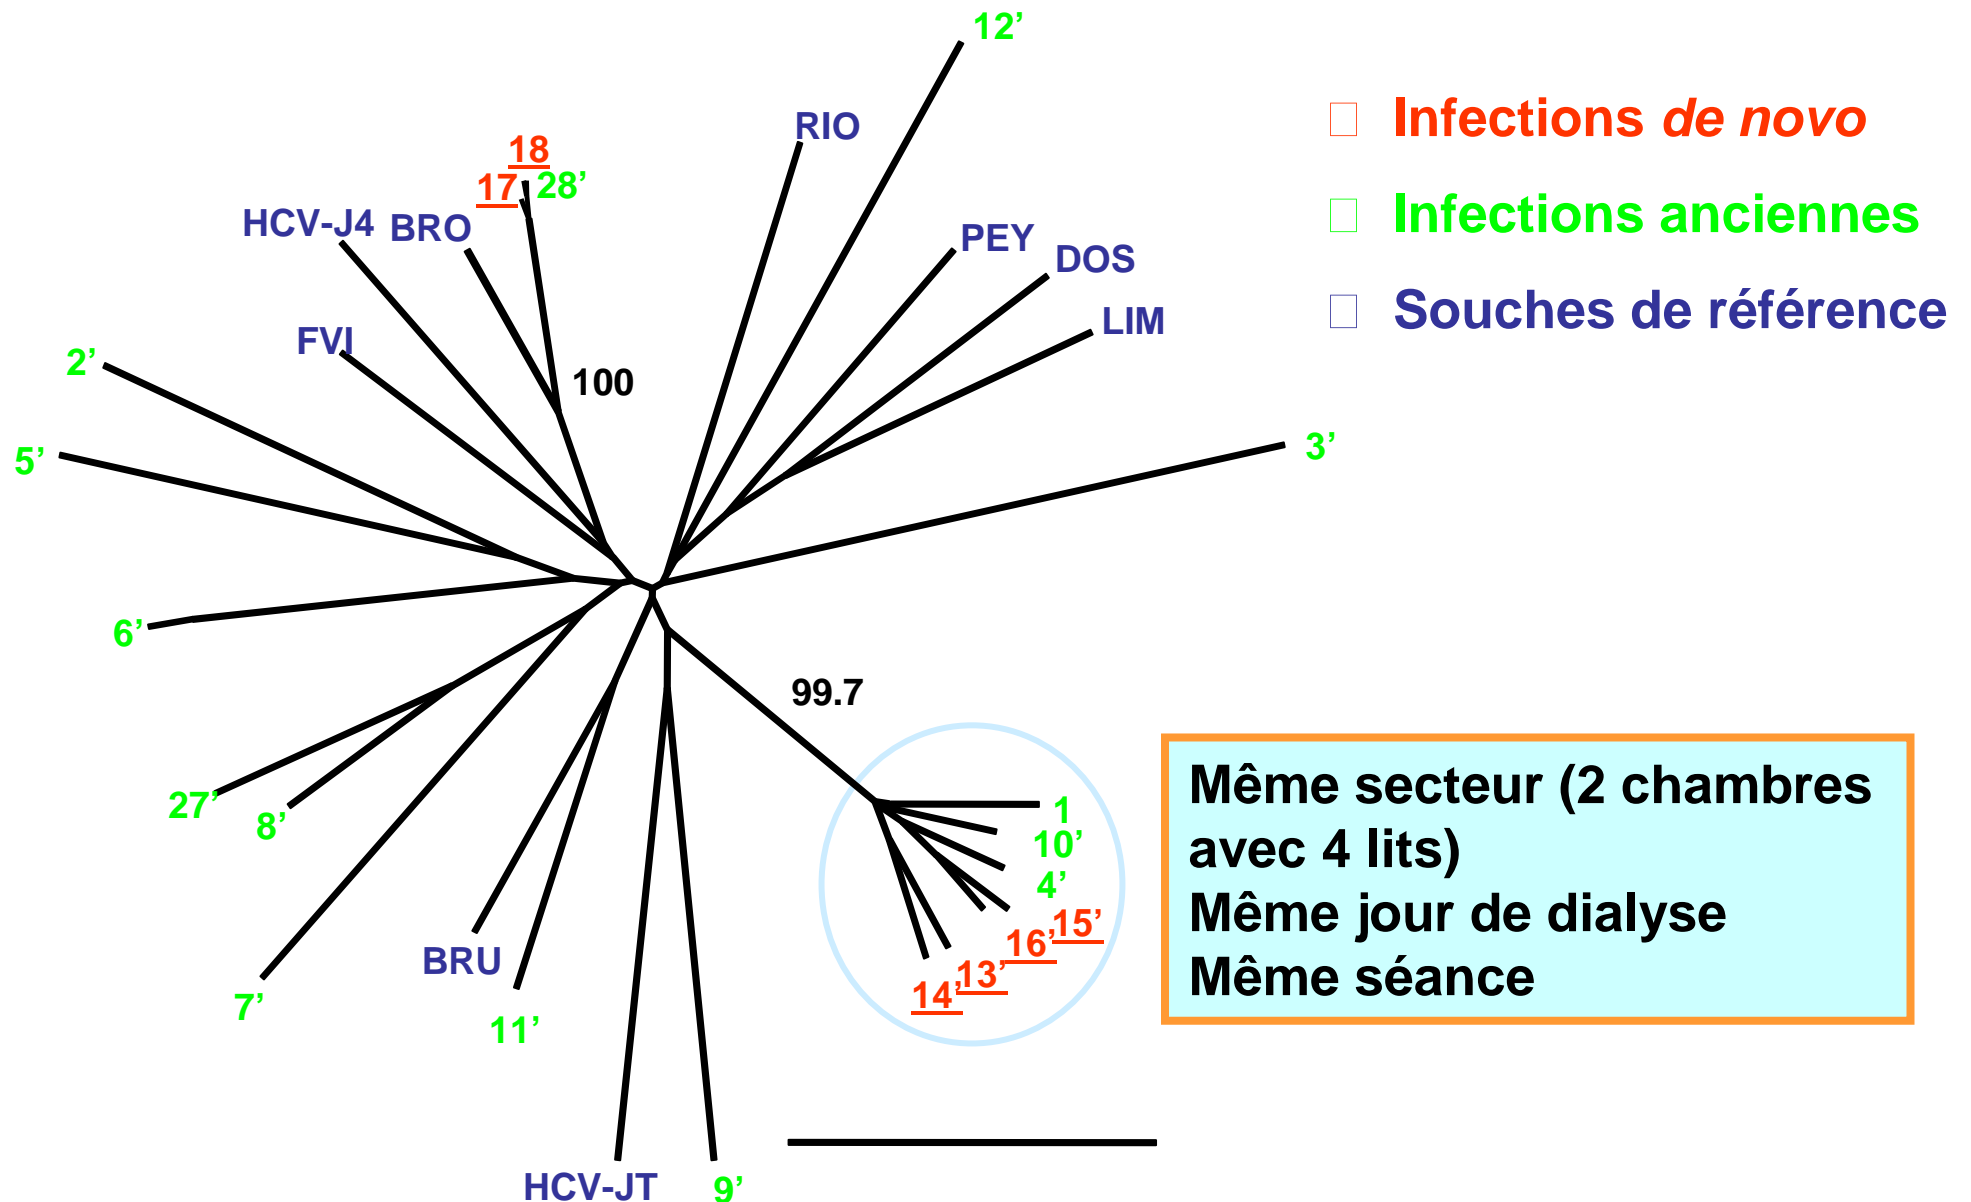 12’
RIO
18
17 28’
HCV-J4 BRO
PEY
DOS
LIM
FVI
2’
100
5’
3’
6’
99.7
27’
8’
1
10’
4’
15’
16’
13’
14’
BRU
7’
11’
HCV-JT
9’
Infections de novo
Infections anciennes
Souches de référence
Même secteur (2 chambres
avec 4 lits)
Même jour de dialyse
Même séance